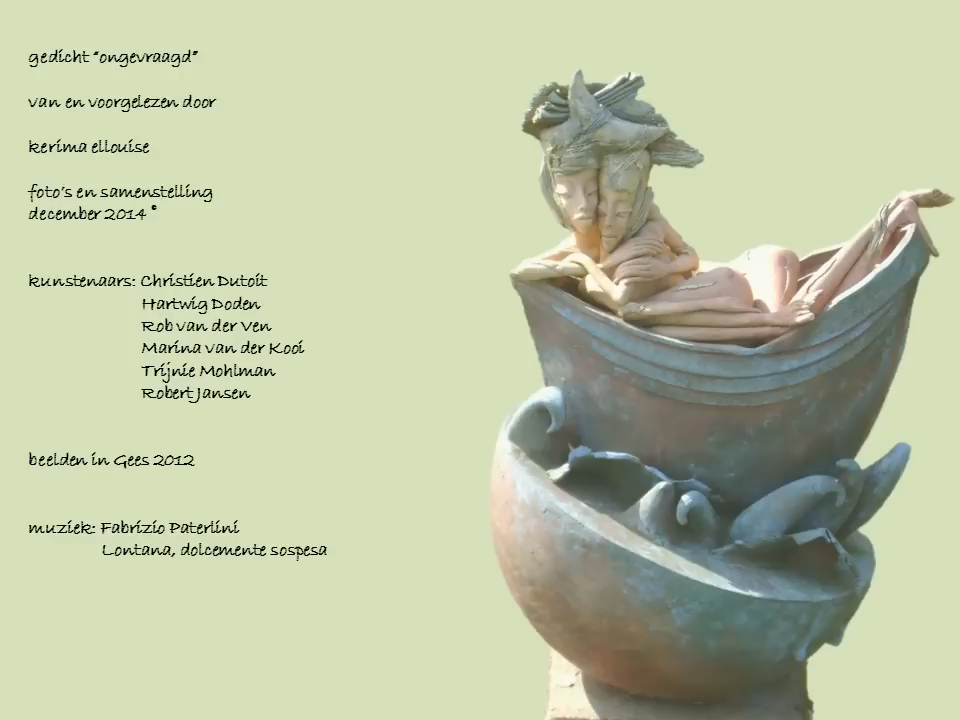 gedicht “ongevraagd”
van en voorgelezen door
kerima ellouise
foto’s en samenstelling
december 2014 ©
kunstenaars: Christien Dutoit
Hartwig Doden
Rob van der Ven
Marina van der Kooi
Trijnie Mohlman
Robert Jansen
beelden in Gees 2012
muziek: Fabrizio Paterlini
Lontana, dolcemente sospesa